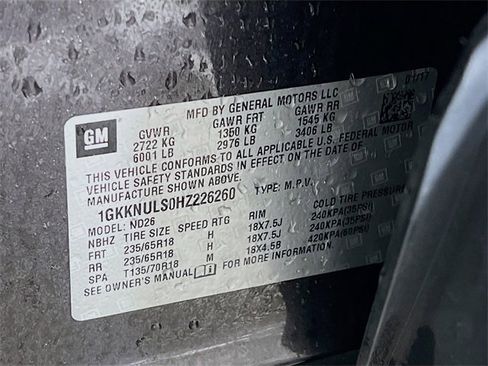 01/17
MFD BY GENERAL MOTORS LLC
GM
GVWR GAWR FRT GAWR RR
2722 KG 1350 KG 1545 KG
6001 LB 2976 LB 3406 LB
THIS VEHICLE CONFORMS TO ALL APPLICABLE U.S. FEDERAL MOTOR
VEHICLE SAFETY STANDARDS IN EFFECT ON THE DATE OF
MANUFACTURE SHOWN ABOVE.
1GKKNULS0HZ226260 TYPE: M.P.V.
MODEL: ND26
NBHZ TIRE SIZE SPEED RTG RIM COLD TIRE PRESSURE
FRT 235/65R18 H 18X7.5J 240KPA(35PSI)
RR 235/65R18 H 18X7.5J 240KPA(35PSI)
SPA T135/70R18 M 18X4.5B 420KPA(60PSI)
SEE OWNER'S MANUAL FOR MORE INFORMATION.